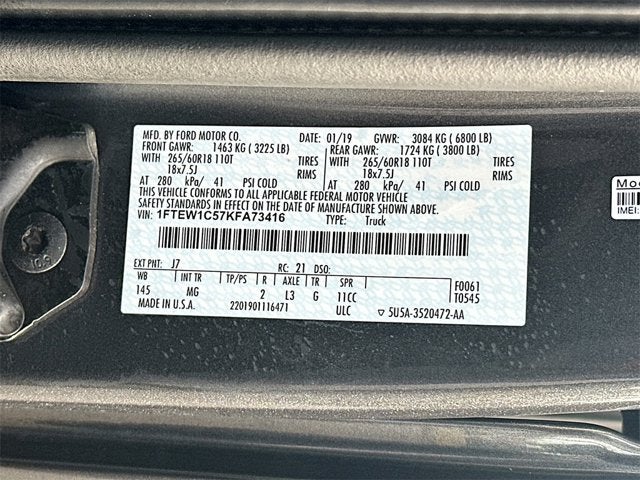 MFD. BY FORD MOTOR CO. DATE: 01/19 GVWR: 3084 KG ( 6800 LB)
FRONT GAWR: 1463 KG ( 3225 LB) REAR GAWR: 1724 KG ( 3800 LB)
WITH 265/60R18 110T TIRES WITH 265/60R18 110T TIRES
18x7.5J RIMS 18x7.5J RIMS
AT 280 kPa/ 41 PSI COLD AT 280 kPa/ 41 PSI COLD
THIS VEHICLE CONFORMS TO ALL APPLICABLE FEDERAL MOTOR VEHICLE
SAFETY STANDARDS IN EFFECT ON THE DATE OF MANUFACTURE SHOWN ABOVE.
VIN: 1FTEW1C57KFA73416 TYPE: Truck
EXT PNT: J7 RC: 21 DSO:
WB INT TR TP/PS R AXLE TR SPR F0061
145 MG 2 L3 G 11CC T0545
MADE IN U.S.A. 2201901116471 ULC ▽ 5U5A-3520472-AA
IMEI:
109